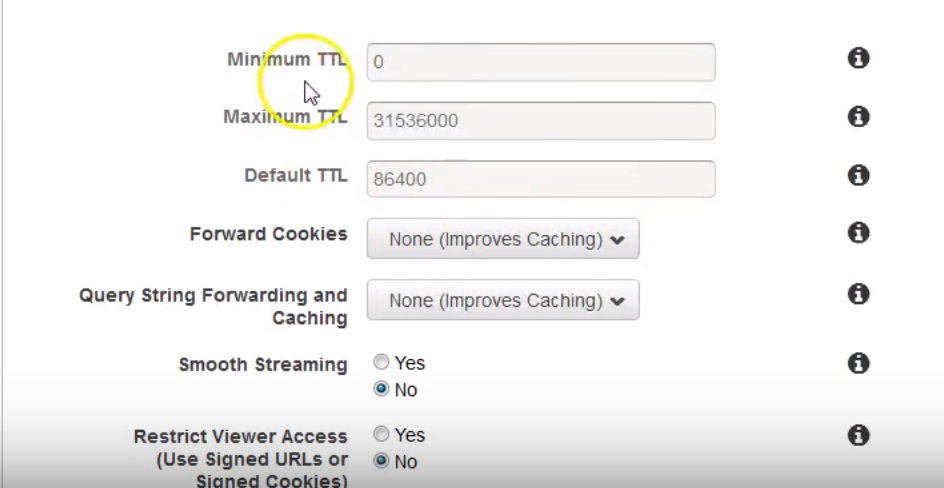 Minimum TTL 0
Maximum TTL 31536000
Default TTL 86400
Forward Cookies None (Improves Caching)
Query String Forwarding and
Caching None (Improves Caching)
Smooth Streaming Yes
No
Restrict Viewer Access Yes
(Use Signed URLs or No
Signed Cookies)